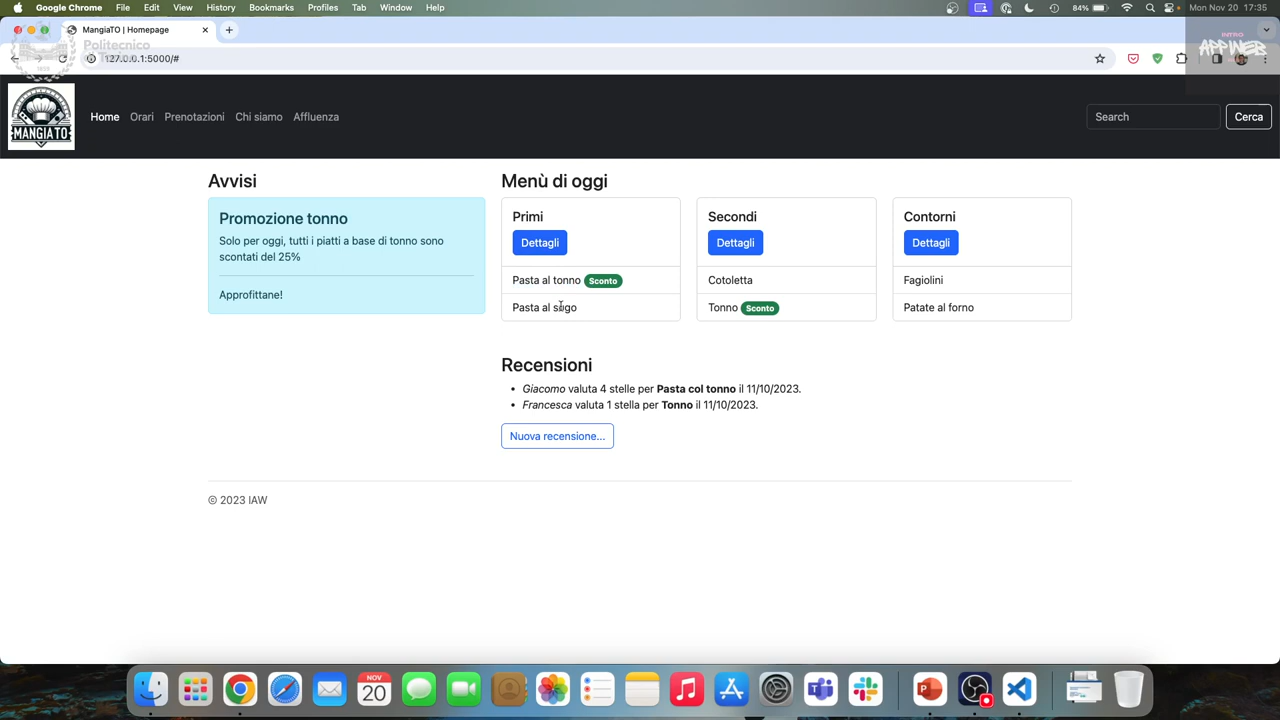 Google Chrome File Edit View History Bookmarks Profiles Tab Window Help 84% Mon Nov 20 17:35
MangiaTO | Homepage
Politecnico
127.0.0.1:5000/#
INTRO
APPIWEB
1859
MANGIATO
Home Orari Prenotazioni Chi siamo Affluenza Search Cerca
Avvisi
Promozione tonno
Solo per oggi, tutti i piatti a base di tonno sono
scontati del 25%
Approfittane!
Menù di oggi
Primi
Dettagli
Pasta al tonno Sconto
Pasta al sugo
Secondi
Dettagli
Cotoletta
Tonno Sconto
Contorni
Dettagli
Fagiolini
Patate al forno
Recensioni
• Giacomo valuta 4 stelle per Pasta col tonno il 11/10/2023.
• Francesca valuta 1 stella per Tonno il 11/10/2023.
Nuova recensione...
© 2023 IAW
NOV
20